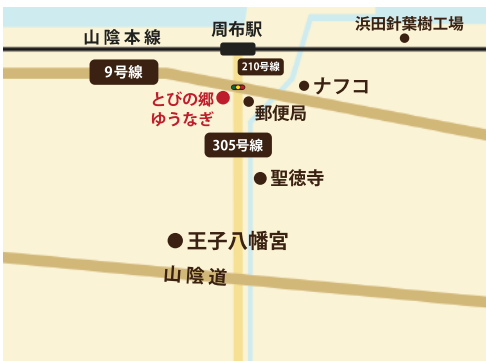 浜田針葉樹工場
周布駅
山陰本線
210号線
9号線
ナフコ
とびの郷
ゆうなぎ
郵便局
305号線
聖徳寺
王子八幡宮
山陰道